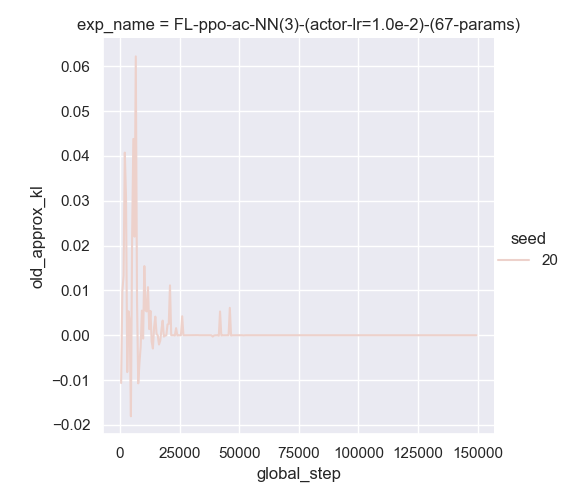 exp_name = FL-ppo-ac-NN(3)-(actor-lr=1.0e-2)-(67-params)
0.06
0.05
0.04
0.03
0.02
0.01
0.00
−0.01
−0.02
old_approx_kl
0 25000 50000 75000 100000 125000 150000
global_step
seed
20